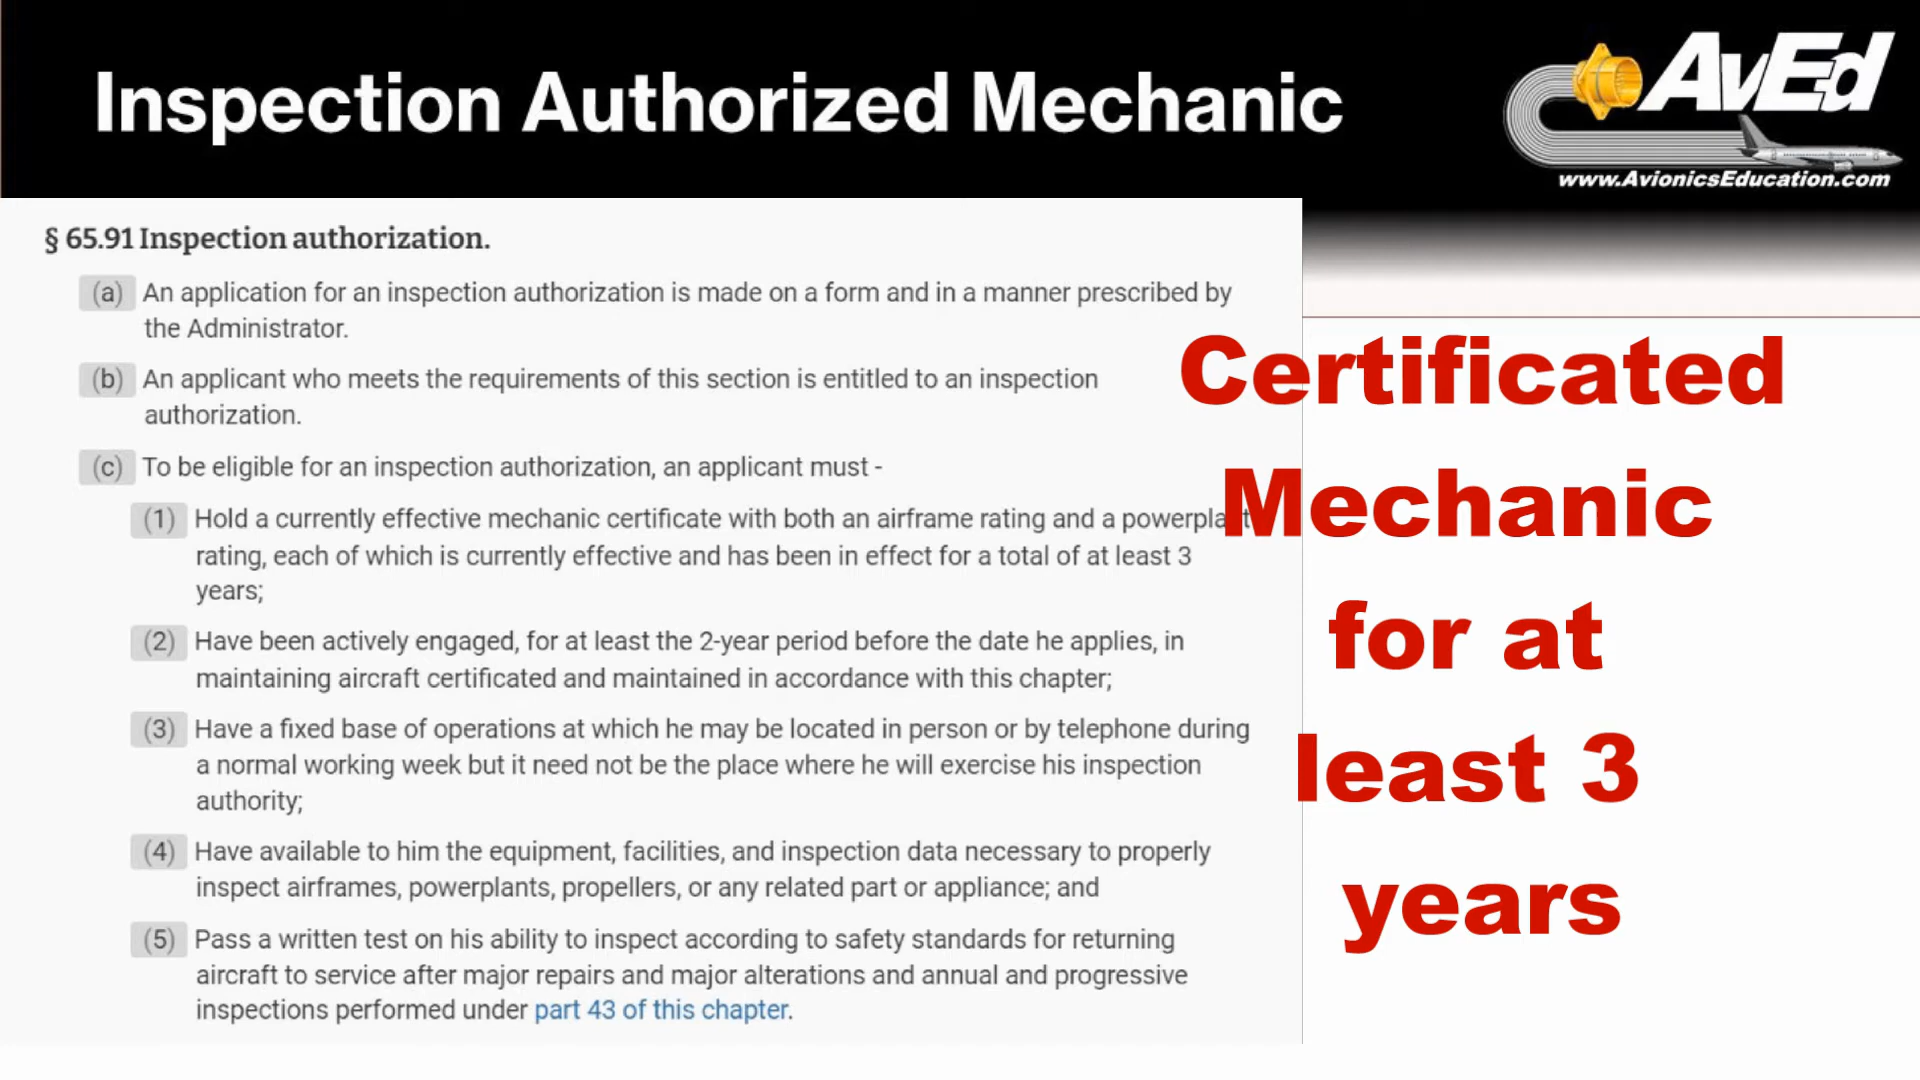 Inspection Authorized Mechanic
AvEd
www.AvionicsEducation.com
§ 65.91 Inspection authorization.
(a) An application for an inspection authorization is made on a form and in a manner prescribed by
the Administrator.
(b) An applicant who meets the requirements of this section is entitled to an inspection
authorization.
(c) To be eligible for an inspection authorization, an applicant must -
(1) Hold a currently effective mechanic certificate with both an airframe rating and a powerplant
rating, each of which is currently effective and has been in effect for a total of at least 3
years;
(2) Have been actively engaged, for at least the 2-year period before the date he applies, in
maintaining aircraft certificated and maintained in accordance with this chapter;
(3) Have a fixed base of operations at which he may be located in person or by telephone during
a normal working week but it need not be the place where he will exercise his inspection
authority;
(4) Have available to him the equipment, facilities, and inspection data necessary to properly
inspect airframes, powerplants, propellers, or any related part or appliance; and
(5) Pass a written test on his ability to inspect according to safety standards for returning
aircraft to service after major repairs and major alterations and annual and progressive
inspections performed under part 43 of this chapter.
Certificated
Mechanic
for at
least 3
years